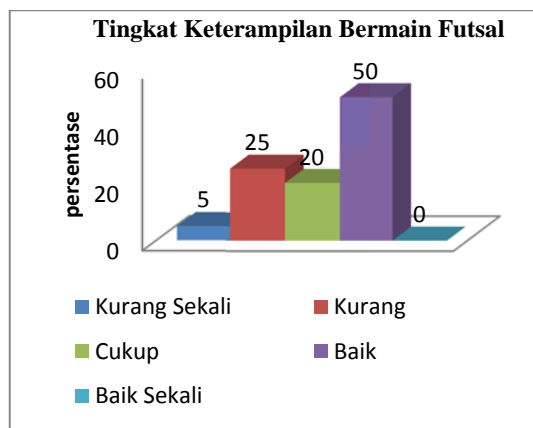 Tingkat Keterampilan Bermain Futsal
persentase
60
40
20
0
5
25
20
50
0
Kurang Sekali
Kurang
Cukup
Baik
Baik Sekali